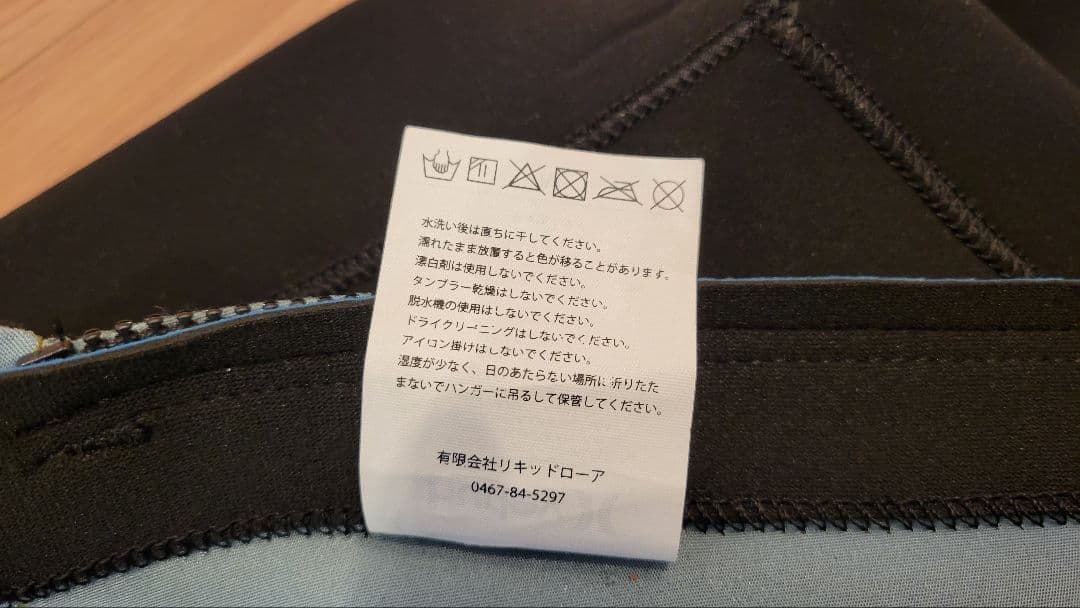 水洗い後は直ちに干してください。
濡れたまま放置すると色が移ることがあります。
漂白剤は使用しないでください。
タンブラー乾燥はしないでください。
脱水機の使用はしないでください。
ドライクリーニングはしないでください。
アイロン掛けはしないでください。
湿度が少なく、日のあたらない場所に折りたた
まないでハンガーに吊るして保管してください。
有限会社リキッドローア
0467-84-5297